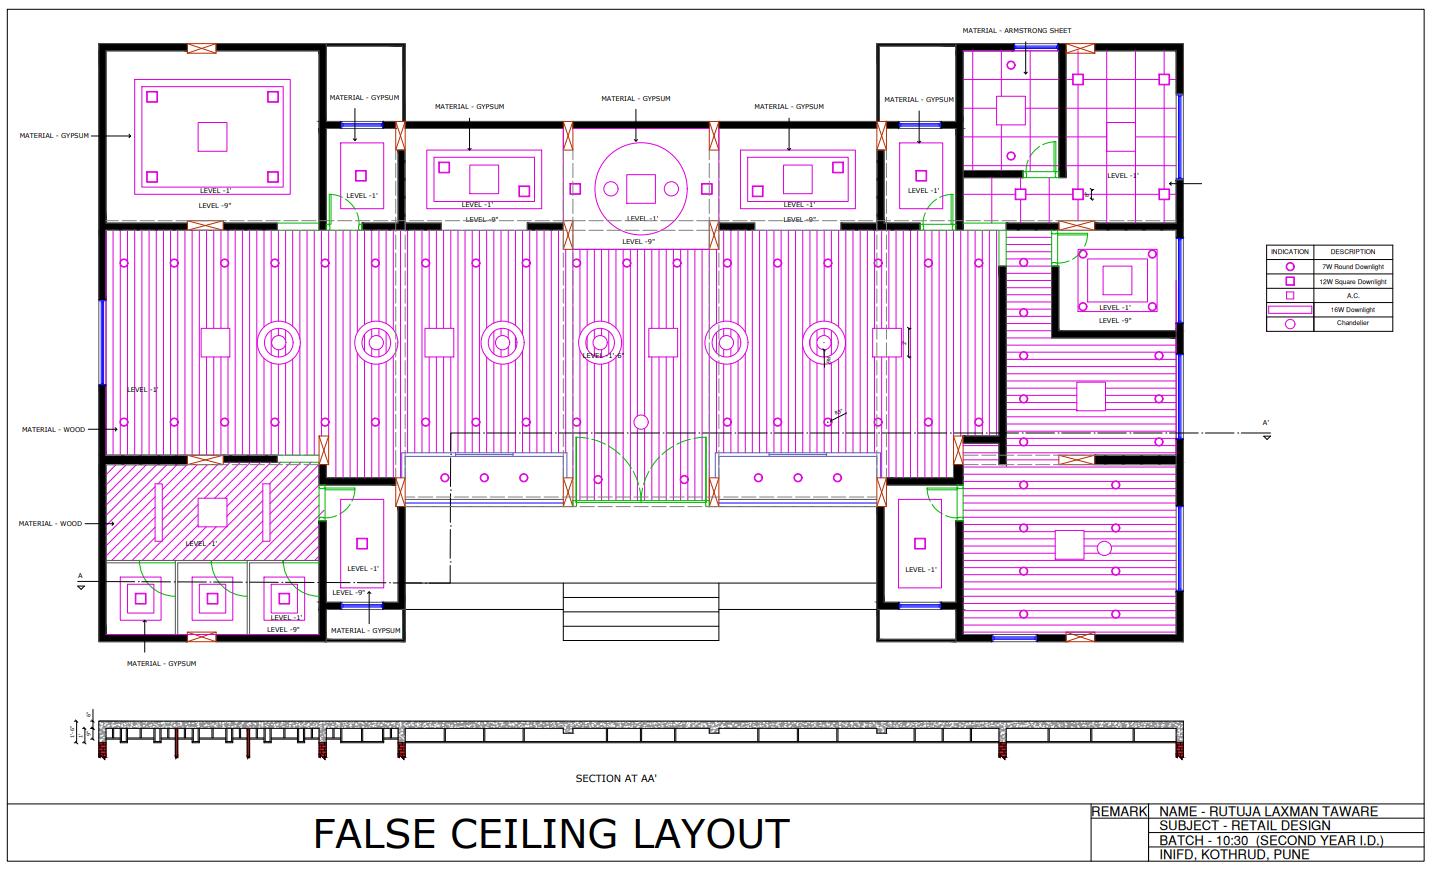 MATERIAL - ARMSTRONG SHEET
MATERIAL - GYPSUM
MATERIAL - GYPSUM
MATERIAL - GYPSUM
MATERIAL - GYPSUM
MATERIAL - GYPSUM
MATERIAL - GYPSUM
LEVEL -1'
LEVEL -9"
LEVEL -1'
LEVEL -1'
LEVEL -9"
LEVEL -1'
LEVEL -9"
LEVEL -1'
LEVEL -9"
LEVEL -1'
LEVEL -1'
LEVEL -1'
LEVEL -9"
INDICATION DESCRIPTION
7W Round Downlight
12W Square Downlight
A.C.
16W Downlight
Chandelier
LEVEL -1'-6"
LEVEL -1'
MATERIAL - WOOD
A'
MATERIAL - WOOD
LEVEL -1'
A
LEVEL -1'
LEVEL -9"
LEVEL -1'
LEVEL -1'
LEVEL -9"
MATERIAL - GYPSUM
MATERIAL - GYPSUM
1'-6"
1'
9"
6"
SECTION AT AA'
FALSE CEILING LAYOUT
REMARK
NAME - RUTUJA LAXMAN TAWARE
SUBJECT - RETAIL DESIGN
BATCH - 10:30 (SECOND YEAR I.D.)
INIFD, KOTHRUD, PUNE